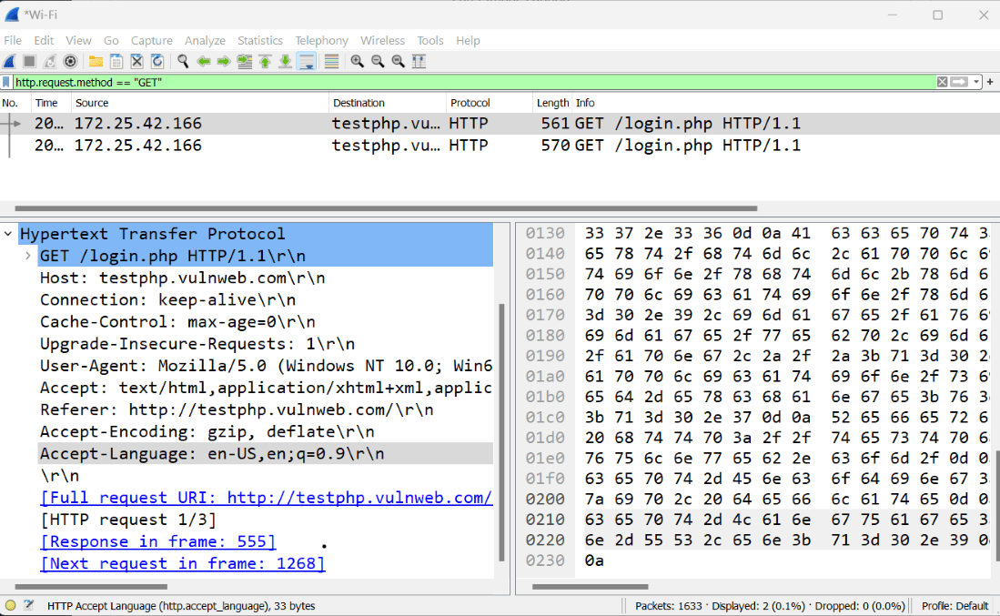 *Wi-Fi
File Edit View Go Capture Analyze Statistics Telephony Wireless Tools Help
http.request.method == "GET"
No. Time Source Destination Protocol Length Info
20… 172.25.42.166 testphp.vu… HTTP 561 GET /login.php HTTP/1.1
20… 172.25.42.166 testphp.vu… HTTP 570 GET /login.php HTTP/1.1
Hypertext Transfer Protocol
GET /login.php HTTP/1.1\r\n
Host: testphp.vulnweb.com\r\n
Connection: keep-alive\r\n
Cache-Control: max-age=0\r\n
Upgrade-Insecure-Requests: 1\r\n
User-Agent: Mozilla/5.0 (Windows NT 10.0; Win6
Accept: text/html,application/xhtml+xml,applic
Referer: http://testphp.vulnweb.com/\r\n
Accept-Encoding: gzip, deflate\r\n
Accept-Language: en-US,en;q=0.9\r\n
\r\n
[Full request URI: http://testphp.vulnweb.com/
[HTTP request 1/3]
[Response in frame: 555]
[Next request in frame: 1268]
0130 33 37 2e 33 36 0d 0a 41 63 63 65 70 74 3
0140 65 78 74 2f 68 74 6d 6c 2c 61 70 70 6c 6
0150 74 69 6f 6e 2f 78 68 74 6d 6c 2b 78 6d 6
0160 70 70 6c 69 63 61 74 69 6f 6e 2f 78 6d 6
0170 3d 30 2e 39 2c 69 6d 61 67 65 2f 61 76 6
0180 69 6d 61 67 65 2f 77 65 62 70 2c 69 6d 6
0190 2f 61 70 6e 67 2c 2a 2f 2a 3b 71 3d 30 2
01a0 61 70 70 6c 69 63 61 74 69 6f 6e 2f 73 6
01b0 65 64 2d 65 78 63 68 61 6e 67 65 3b 76 3
01c0 3b 71 3d 30 2e 37 0d 0a 52 65 66 65 72 6
01d0 20 68 74 74 70 3a 2f 2f 74 65 73 74 70 6
01e0 76 75 6c 6e 77 65 62 2e 63 6f 6d 2f 0d 0
01f0 63 65 70 74 2d 45 6e 63 6f 64 69 6e 67 3
0200 7a 69 70 2c 20 64 65 66 6c 61 74 65 0d 0
0210 63 65 70 74 2d 4c 61 6e 67 75 61 67 65 3
0220 6e 2d 55 53 2c 65 6e 3b 71 3d 30 2e 39 0
0230 0a
HTTP Accept Language (http.accept_language), 33 bytes
Packets: 1633 · Displayed: 2 (0.1%) · Dropped: 0 (0.0%)
Profile: Default